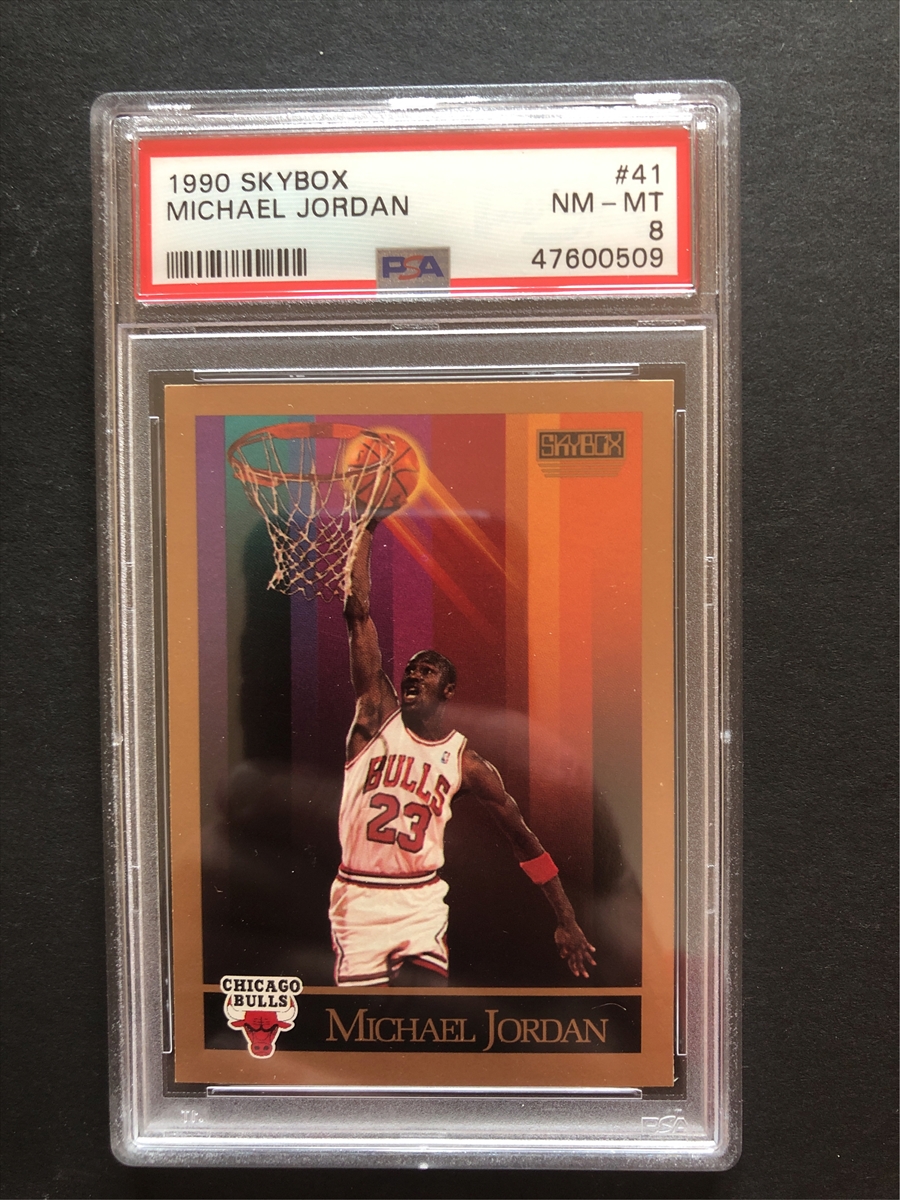 1990 SKYBOX #41
MICHAEL JORDAN NM – MT
8
PSA 47600509
SKYBOX
BULLS
23
CHICAGO
BULLS
MICHAEL JORDAN
PSA